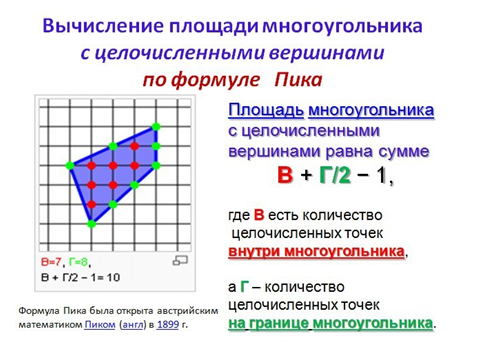 Вычисление площади многоугольника
с целочисленными вершинами
по формуле Пика
Площадь многоугольника
с целочисленными
вершинами равна сумме
В + Г/2 − 1,
где В есть количество
целочисленных точек
внутри многоугольника,
а Г – количество
целочисленных точек
на границе многоугольника.
В=7, Г=8,
В + Г/2 − 1= 10
Формула Пика была открыта австрийским
математиком Пиком (англ) в 1899 г.